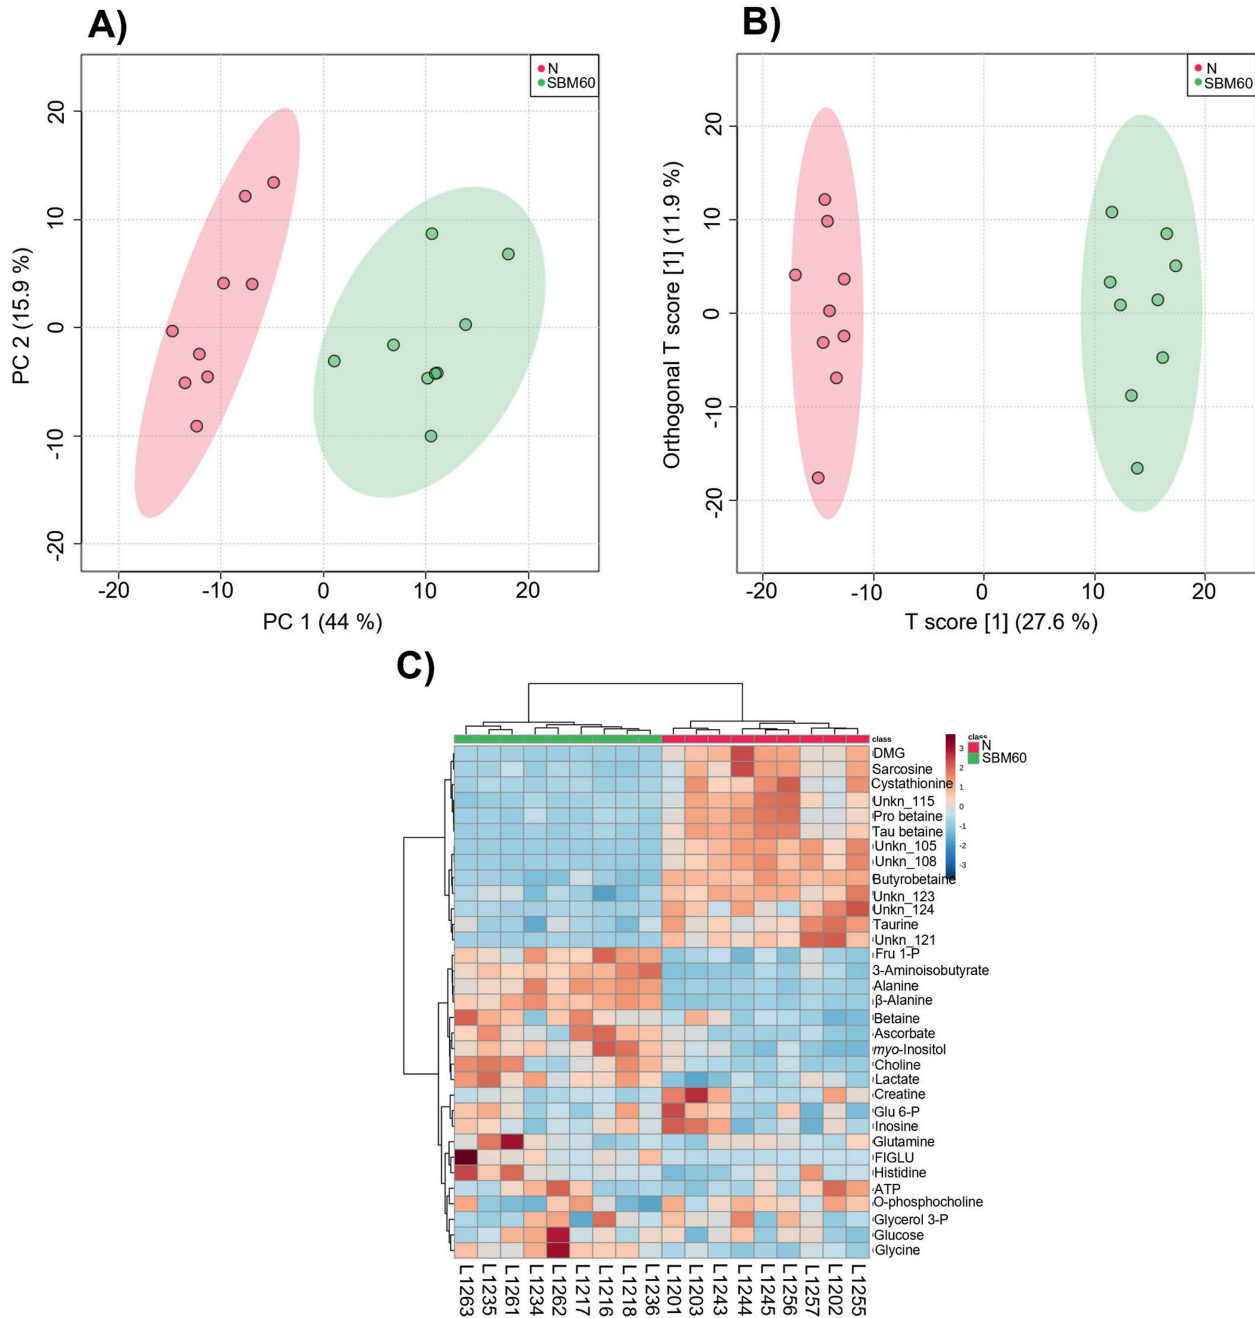 A)
N
SBM60
20
10
0
-10
-20
PC 2 (15.9 %)
-20
-10
0
10
20
PC 1 (44 %)
B)
N
SBM60
20
10
0
-10
-20
Orthogonal T score [1] (11.9 %)
-20
-10
0
10
20
T score [1] (27.6 %)
C)
class
class
N
SBM60
3
2
1
0
-1
-2
-3
DMG
Sarcosine
Cystathionine
Unkn_115
Pro betaine
Tau betaine
Unkn_105
Unkn_108
Butyrobetaine
Unkn_123
Unkn_124
Taurine
Unkn_121
Fru 1-P
3-Aminoisobutyrate
Alanine
β-Alanine
Betaine
Ascorbate
myo-Inositol
Choline
Lactate
Creatine
Glu 6-P
Inosine
Glutamine
FIGLU
Histidine
ATP
O-phosphocholine
Glycerol 3-P
Glucose
Glycine
L1263
L1235
L1261
L1234
L1262
L1217
L1216
L1218
L1236
L1201
L1203
L1243
L1244
L1245
L1256
L1257
L1202
L1255